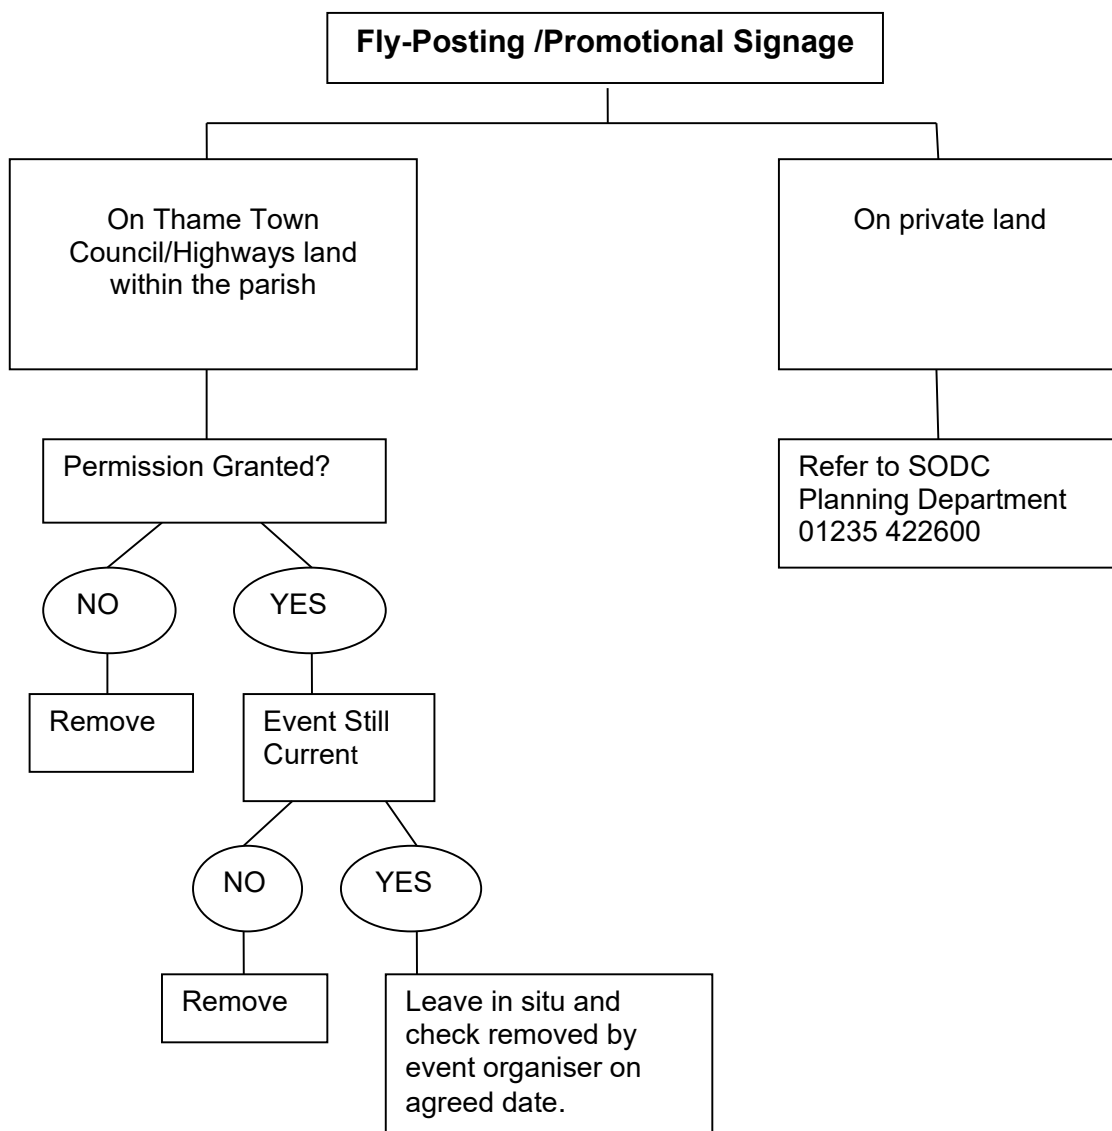 Fly-Posting /Promotional Signage
On Thame Town
Council/Highways land
within the parish
On private land
Permission Granted?
Refer to SODC
Planning Department
01235 422600
NO
YES
Remove
Event Still
Current
NO
YES
Remove
Leave in situ and
check removed by
event organiser on
agreed date.